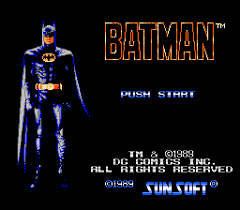 BATMAN™
PUSH START
TM & ©1989
DC COMICS INC.
ALL RIGHTS RESERVED
©1989 SUNSOFT®